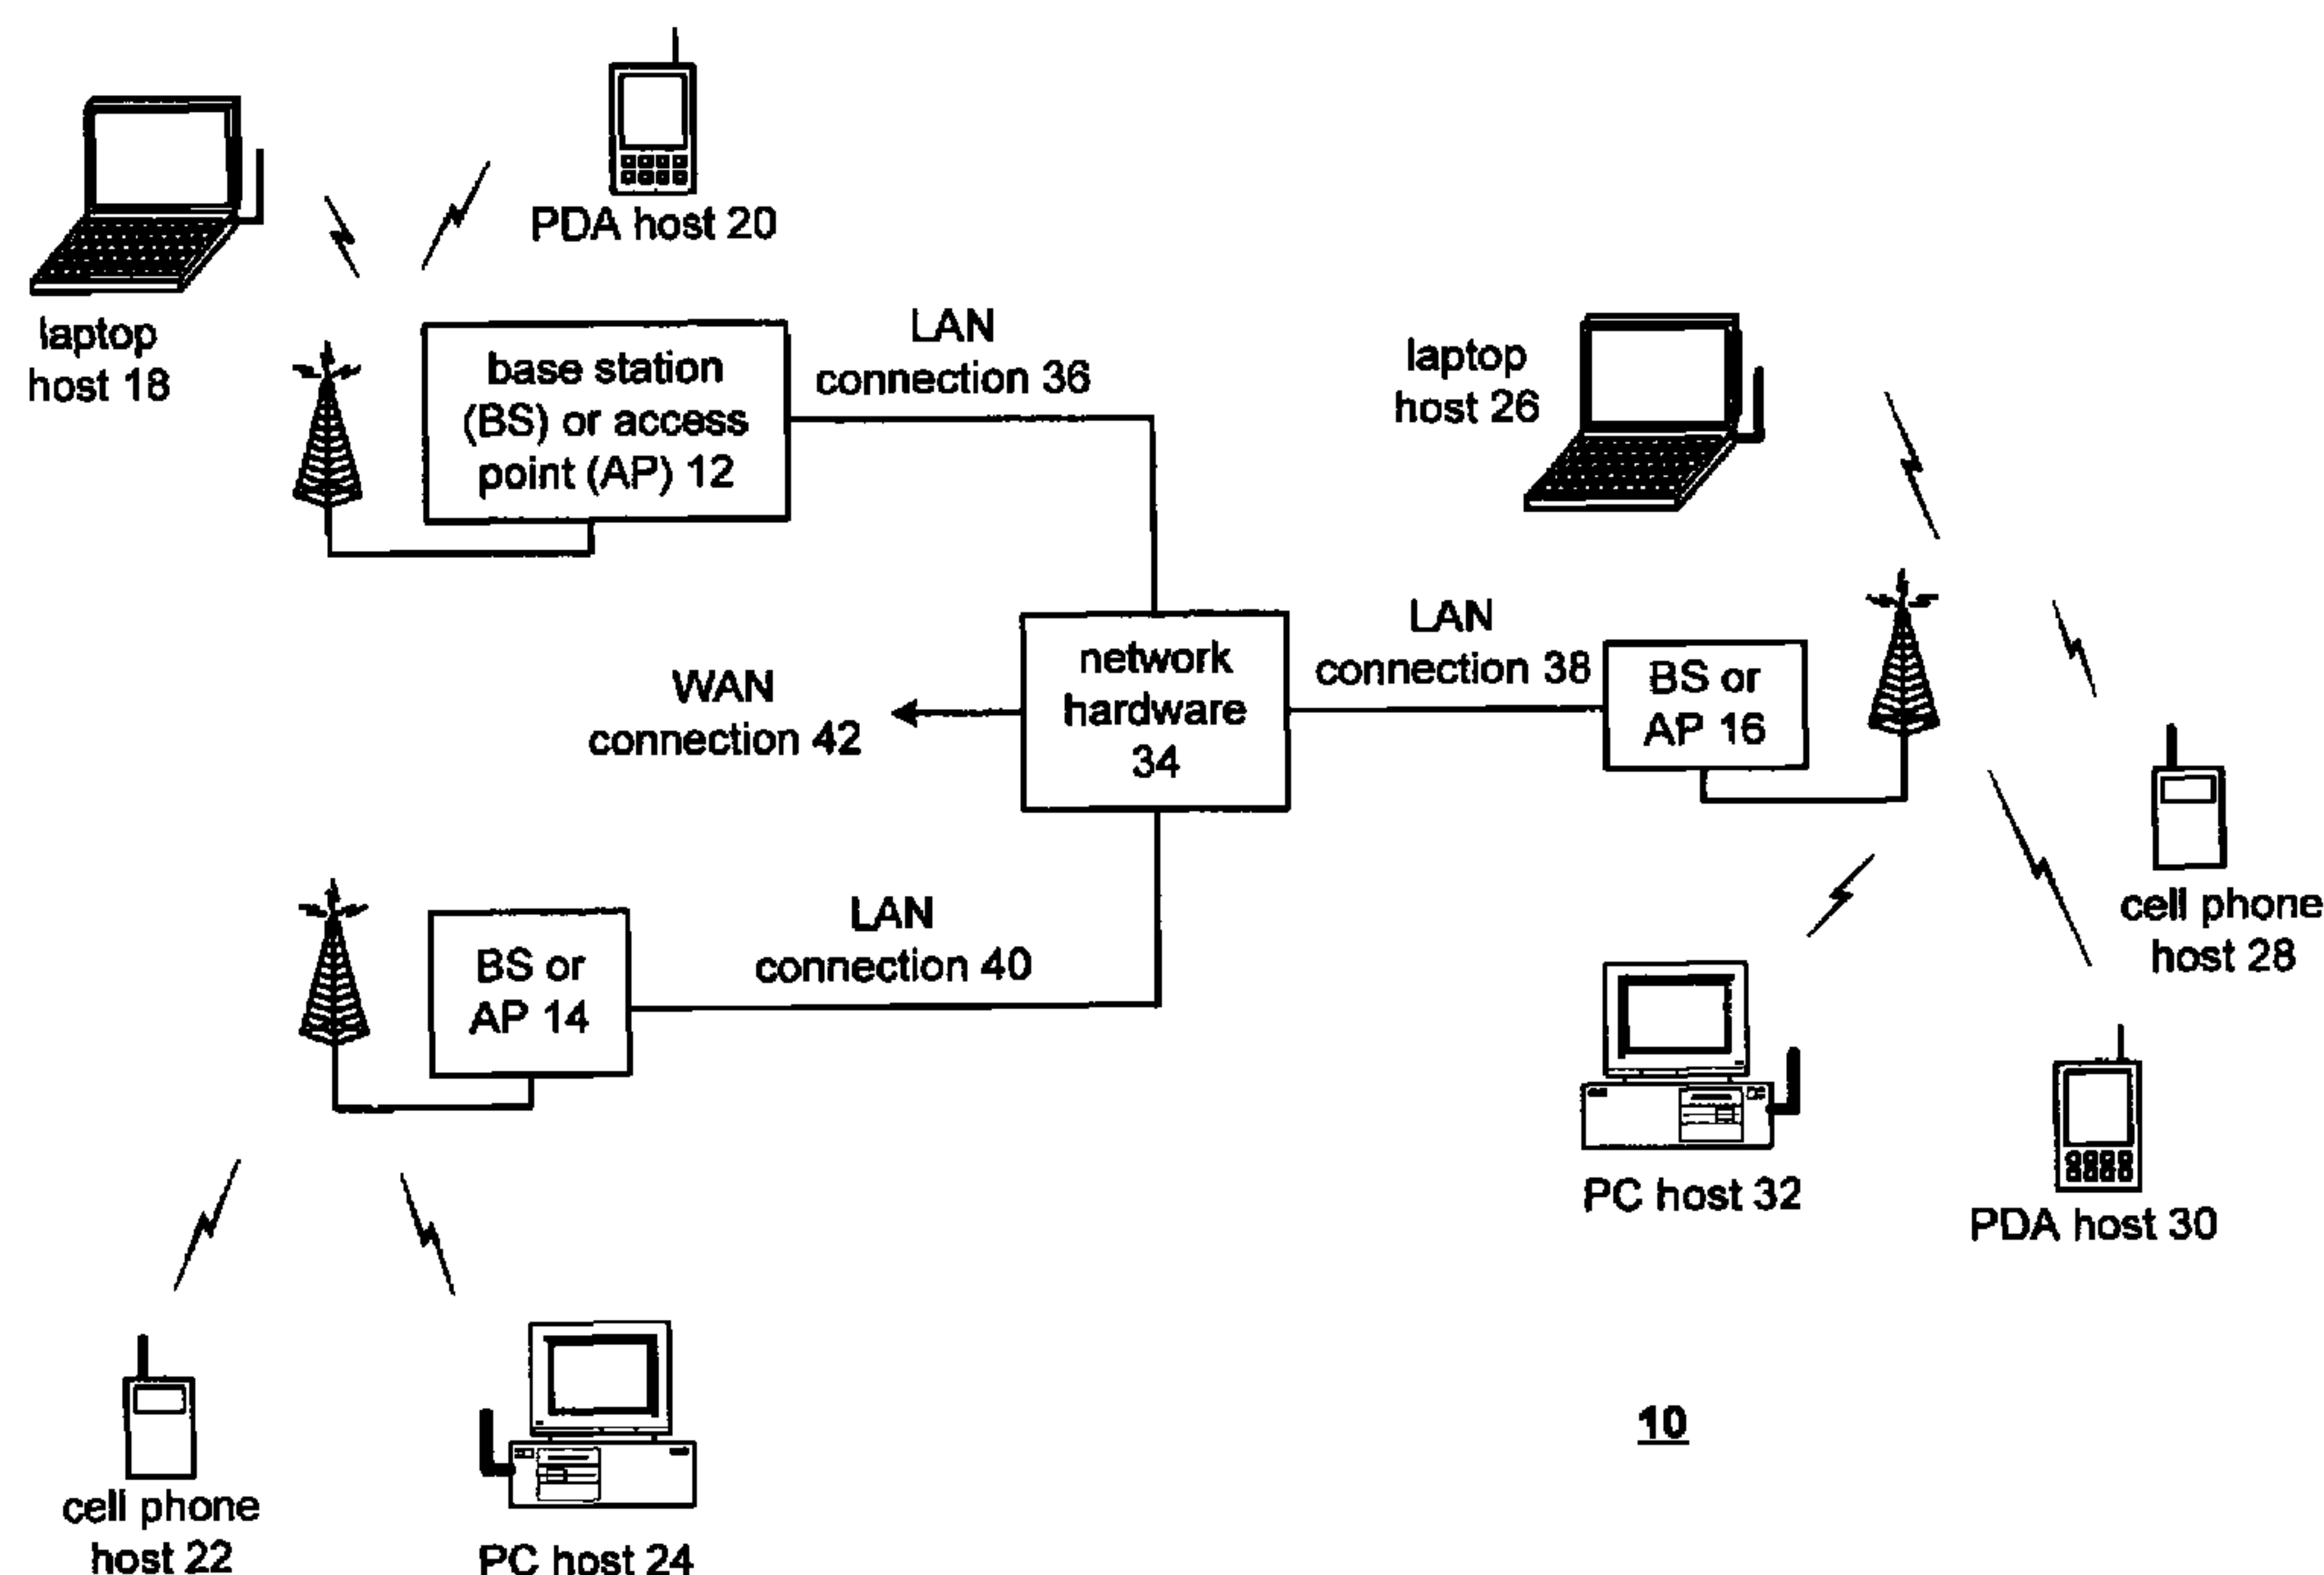 PDA host 20
laptop
host 18
base station
(BS) or access
point (AP) 12
LAN
connection 36
laptop
host 26
network
hardware
34
LAN
connection 38
BS or
AP 16
WAN
connection 42
cell phone
host 28
BS or
AP 14
LAN
connection 40
PC host 32
PDA host 30
cell phone
host 22
PC host 24
10